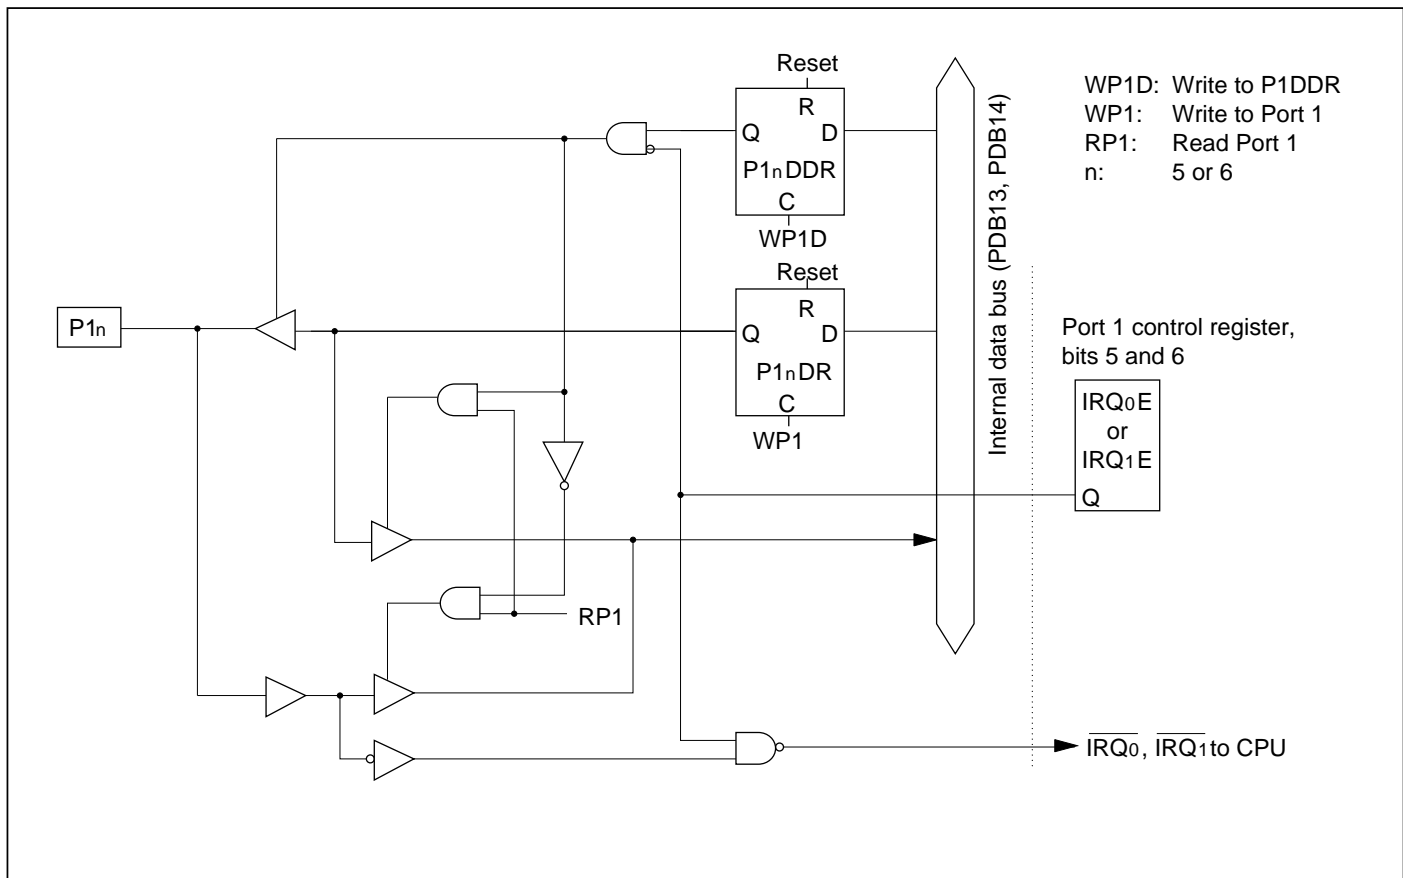 Reset
R
Q D
P1nDDR
C
WP1D
Reset
R
Q D
P1nDR
C
WP1
P1n
RP1
Internal data bus (PDB13, PDB14)
WP1D: Write to P1DDR
WP1: Write to Port 1
RP1: Read Port 1
n: 5 or 6
Port 1 control register,
bits 5 and 6
IRQ0E
or
IRQ1E
Q
IRQ0, IRQ1 to CPU